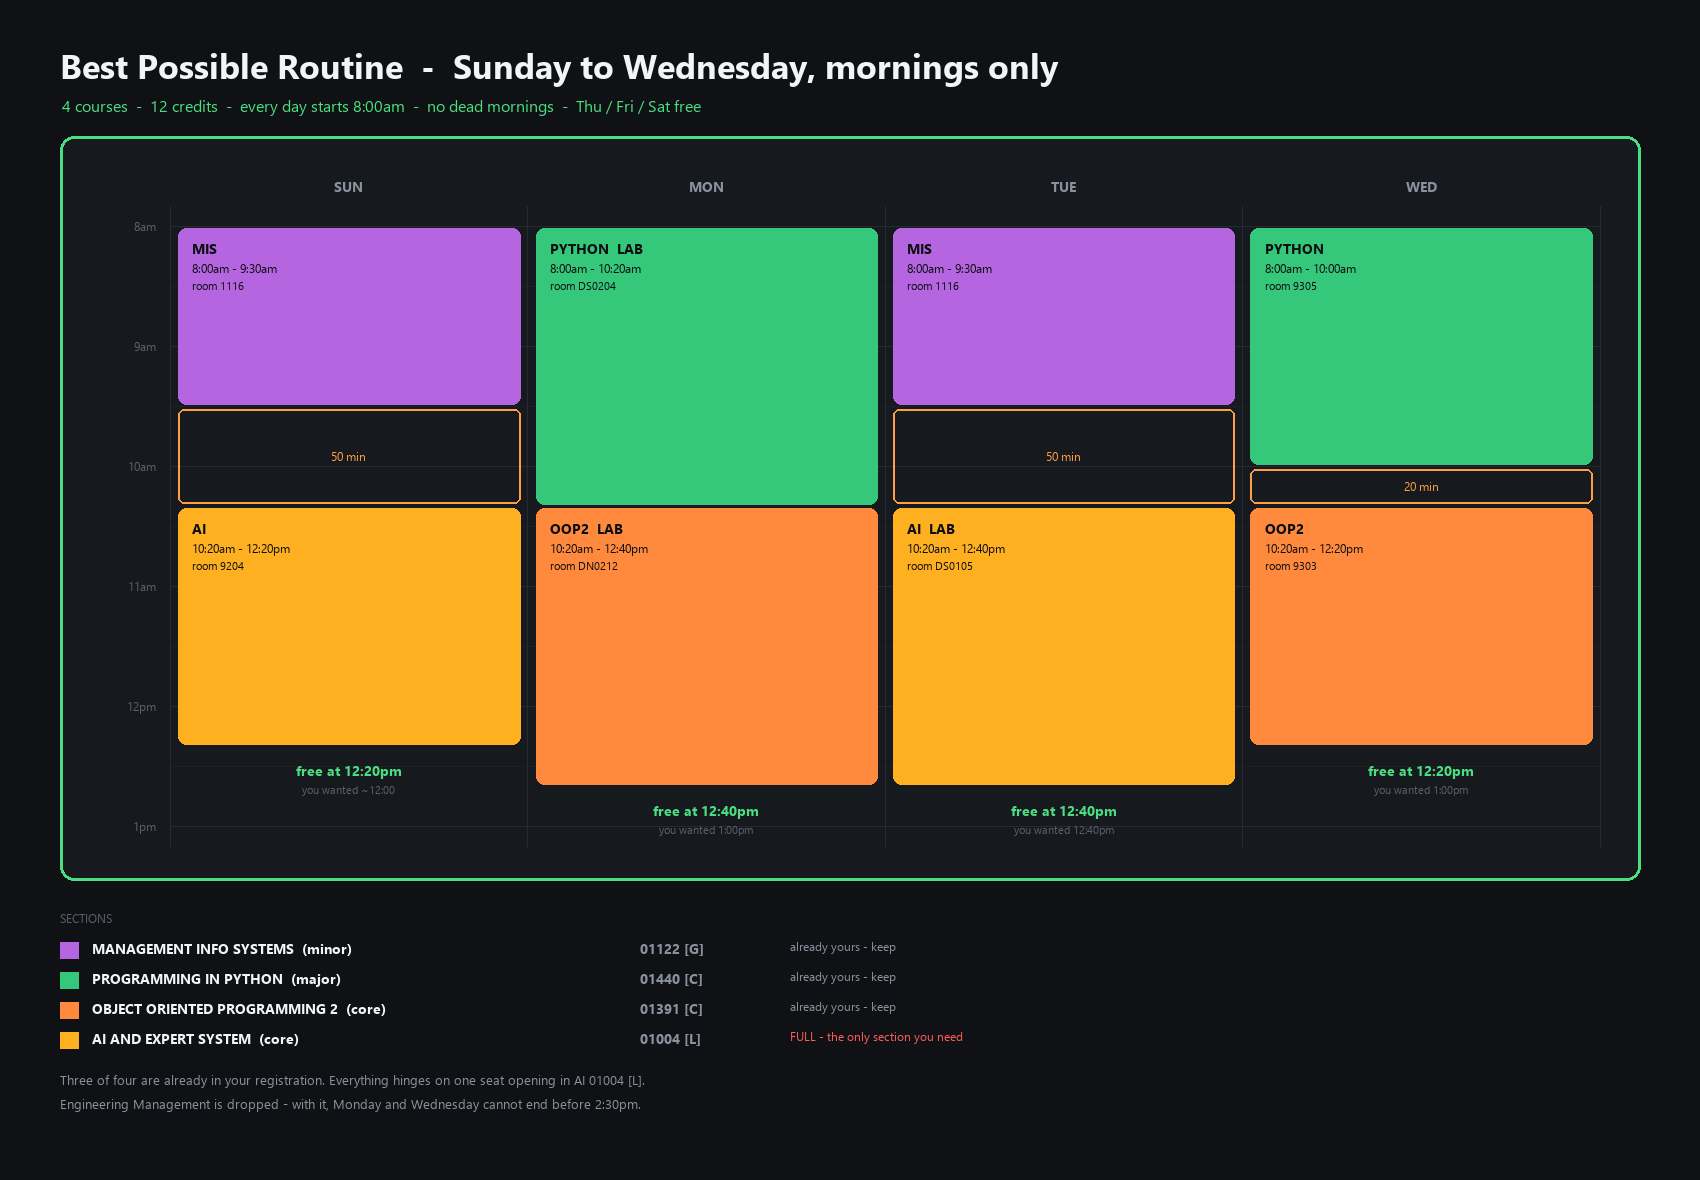 Best Possible Routine - Sunday to Wednesday, mornings only
4 courses - 12 credits - every day starts 8:00am - no dead mornings - Thu / Fri / Sat free
SUN
MON
TUE
WED
8am
9am
10am
11am
12pm
1pm
MIS
8:00am - 9:30am
room 1116
50 min
AI
10:20am - 12:20pm
room 9204
free at 12:20pm
you wanted ~12:00
PYTHON LAB
8:00am - 10:20am
room DS0204
OOP2 LAB
10:20am - 12:40pm
room DN0212
free at 12:40pm
you wanted 1:00pm
MIS
8:00am - 9:30am
room 1116
50 min
AI LAB
10:20am - 12:40pm
room DS0105
free at 12:40pm
you wanted 12:40pm
PYTHON
8:00am - 10:00am
room 9305
20 min
OOP2
10:20am - 12:20pm
room 9303
free at 12:20pm
you wanted 1:00pm
SECTIONS
MANAGEMENT INFO SYSTEMS (minor) 01122 [G] already yours - keep
PROGRAMMING IN PYTHON (major) 01440 [C] already yours - keep
OBJECT ORIENTED PROGRAMMING 2 (core) 01391 [C] already yours - keep
AI AND EXPERT SYSTEM (core) 01004 [L] FULL - the only section you need
Three of four are already in your registration. Everything hinges on one seat opening in AI 01004 [L].
Engineering Management is dropped - with it, Monday and Wednesday cannot end before 2:30pm.